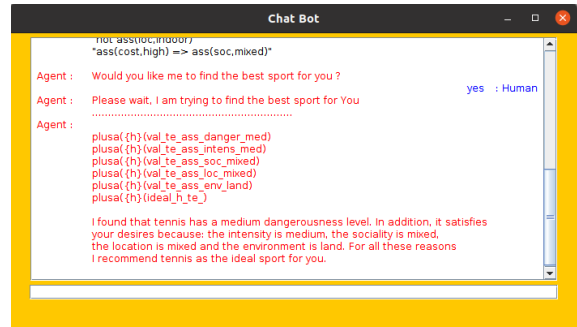 Chat Bot
"not ass(loc,indoor)
"ass(cost,high) => ass(soc,mixed)"
Agent : Would you like me to find the best sport for you ?
yes : Human
Agent : Please wait, I am trying to find the best sport for You
................................................................
Agent :
plusa({h}(val_te_ass_danger_med)
plusa({h}(val_te_ass_intens_med)
plusa({h}(val_te_ass_soc_mixed)
plusa({h}(val_te_ass_loc_mixed)
plusa({h}(val_te_ass_env_land)
plusa({h}(ideal_h_te_)
I found that tennis has a medium dangerousness level. In addition, it satisfies
your desires because: the intensity is medium, the sociality is mixed,
the location is mixed and the environment is land. For all these reasons
I recommend tennis as the ideal sport for you.